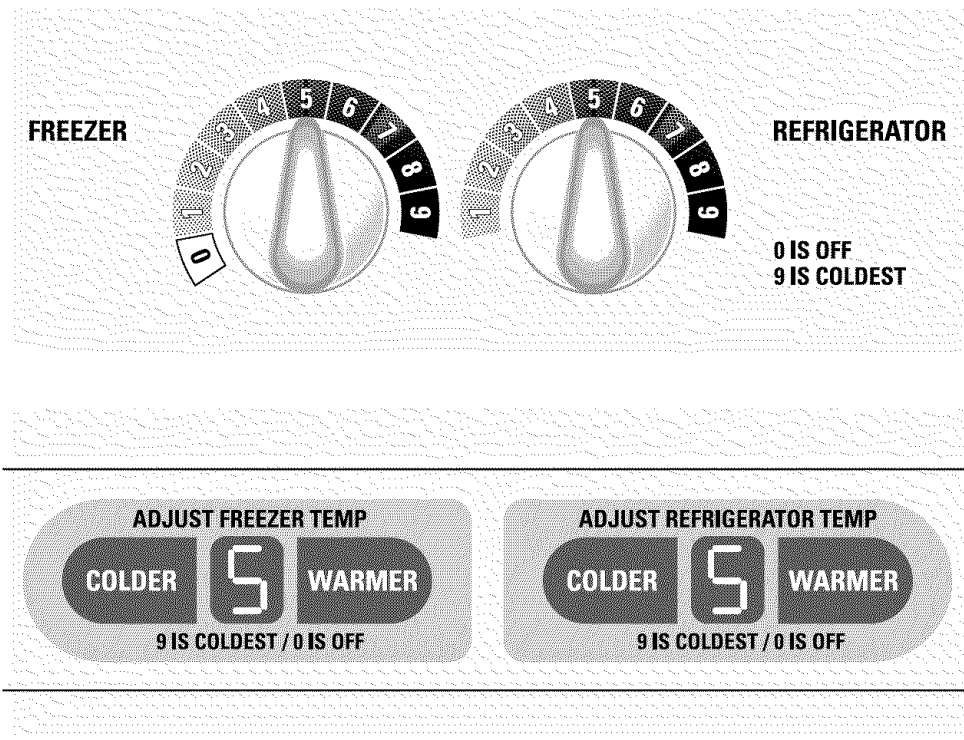 FREEZER
0 1 2 3 4 5 6 7 8 9
1 2 3 4 5 6 7 8 9
REFRIGERATOR
0 IS OFF
9 IS COLDEST
ADJUST FREEZER TEMP
COLDER 5 WARMER
9 IS COLDEST / 0 IS OFF
ADJUST REFRIGERATOR TEMP
COLDER 5 WARMER
9 IS COLDEST / 0 IS OFF